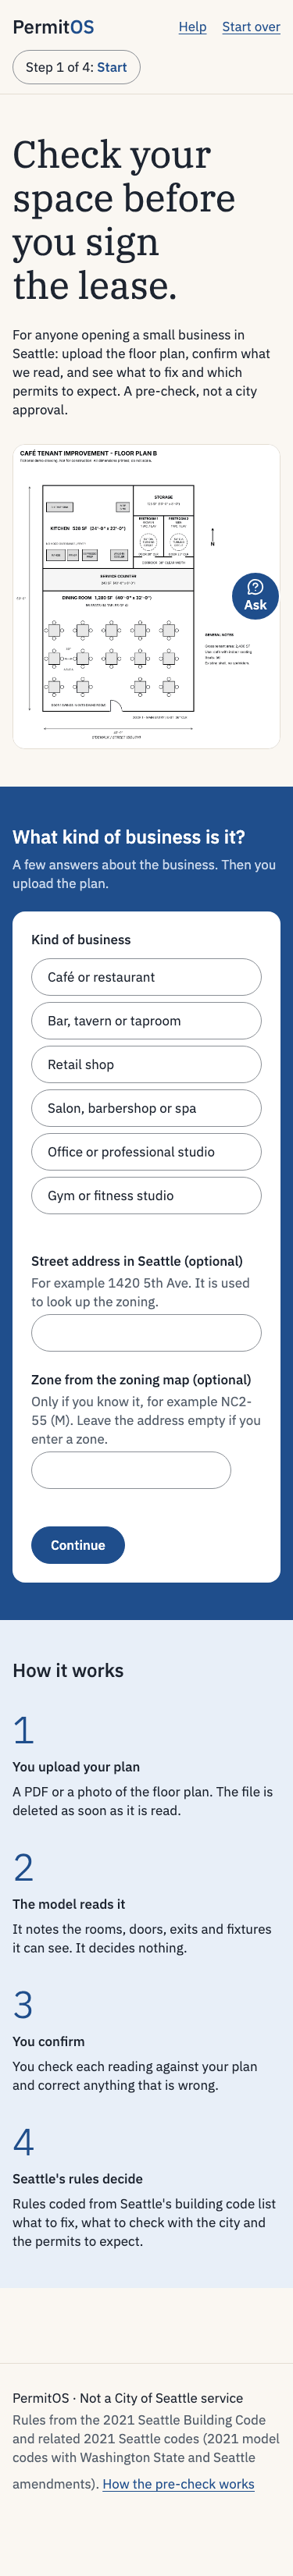 PermitOS
Help
Start over
Step 1 of 4: Start
Check your
space before
you sign
the lease.
For anyone opening a small business in
Seattle: upload the floor plan, confirm what
we read, and see what to fix and which
permits to expect. A pre-check, not a city
approval.
CAFÉ TENANT IMPROVEMENT - FLOOR PLAN B
STORAGE
KITCHEN 528 SF (24'-0" x 22'-0")
SERVICE COUNTER
DINING ROOM 1,280 SF (40'-0" x 32'-0")
N
GENERAL NOTES
Ask
What kind of business is it?
A few answers about the business. Then you
upload the plan.
Kind of business
Café or restaurant
Bar, tavern or taproom
Retail shop
Salon, barbershop or spa
Office or professional studio
Gym or fitness studio
Street address in Seattle (optional)
For example 1420 5th Ave. It is used
to look up the zoning.
Zone from the zoning map (optional)
Only if you know it, for example NC2-
55 (M). Leave the address empty if you
enter a zone.
Continue
How it works
1
You upload your plan
A PDF or a photo of the floor plan. The file is
deleted as soon as it is read.
2
The model reads it
It notes the rooms, doors, exits and fixtures
it can see. It decides nothing.
3
You confirm
You check each reading against your plan
and correct anything that is wrong.
4
Seattle's rules decide
Rules coded from Seattle's building code list
what to fix, what to check with the city and
the permits to expect.
PermitOS · Not a City of Seattle service
Rules from the 2021 Seattle Building Code
and related 2021 Seattle codes (2021 model
codes with Washington State and Seattle
amendments). How the pre-check works